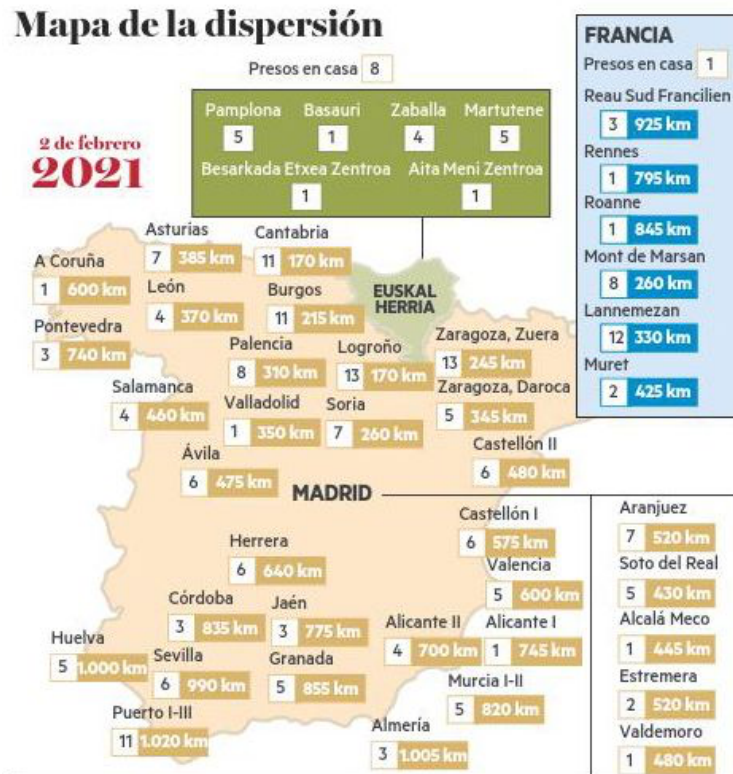 Mapa de la dispersión
2 de febrero
2021
Presos en casa 8
Pamplona Basauri Zaballa Martutene
5 1 4 5
Besarkada Etxea Zentroa Aita Meni Zentroa
1 1
EUSKAL
HERRIA
Asturias
7 385 km
Cantabria
11 170 km
A Coruña
1 600 km
León
4 370 km
Burgos
11 215 km
Pontevedra
3 740 km
Palencia
8 310 km
Logroño
13 170 km
Zaragoza, Zuera
13 245 km
Salamanca
4 460 km
Valladolid
1 350 km
Soria
7 260 km
Zaragoza, Daroca
5 345 km
Ávila
6 475 km
Castellón II
6 480 km
MADRID
Castellón I
6 575 km
Herrera
6 640 km
Valencia
5 600 km
Córdoba
3 835 km
Jaén
3 775 km
Alicante II
4 700 km
Alicante I
1 745 km
Huelva
5 1.000 km
Sevilla
6 990 km
Granada
5 855 km
Murcia I-II
5 820 km
Puerto I-III
11 1.020 km
Almería
3 1.005 km
Aranjuez
7 520 km
Soto del Real
5 430 km
Alcalá Meco
1 445 km
Estremera
2 520 km
Valdemoro
1 480 km
FRANCIA
Presos en casa 1
Reau Sud Francilien
3 925 km
Rennes
1 795 km
Roanne
1 845 km
Mont de Marsan
8 260 km
Lannemezan
12 330 km
Muret
2 425 km